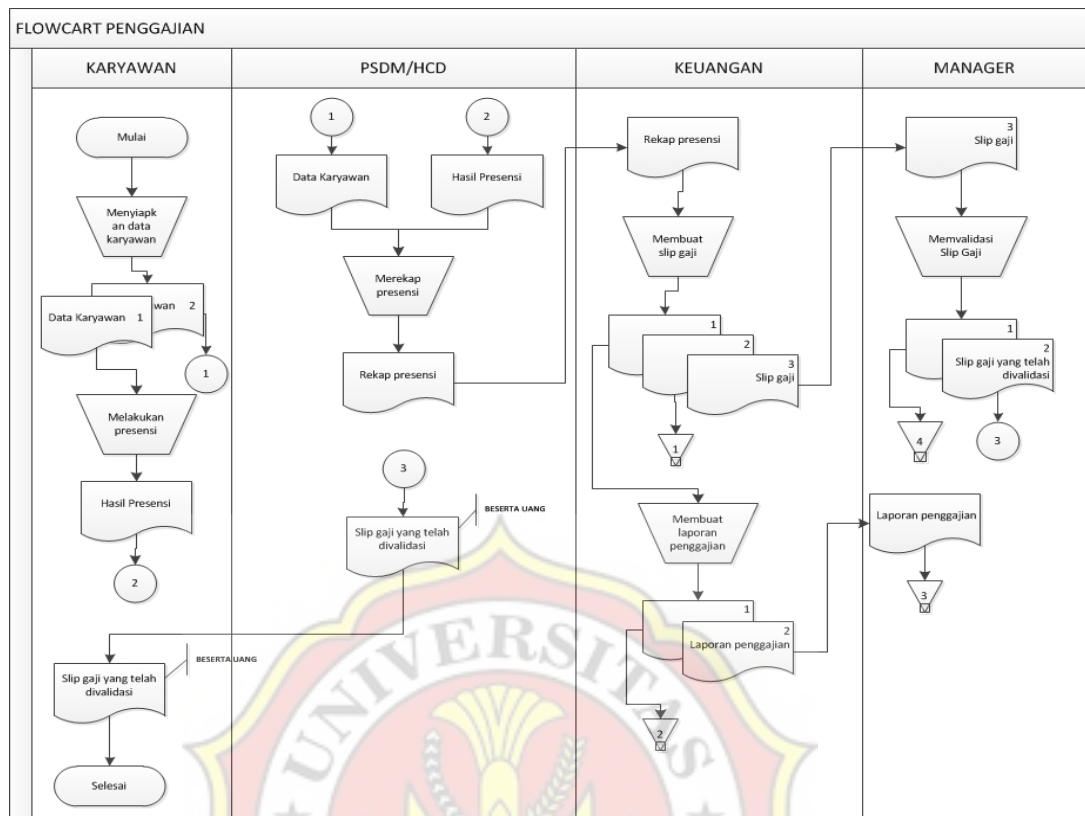 FLOWCART PENGGAJIAN
KARYAWAN
PSDM/HCD
KEUANGAN
MANAGER
Mulai
Menyiapk
an data
karyawan
wan 2
Data Karyawan 1
1
Melakukan
presensi
Hasil Presensi
2
Slip gaji yang telah
divalidasi
BESERTA UANG
Selesai
1
2
Data Karyawan
Hasil Presensi
Merekap
presensi
Rekap presensi
3
Slip gaji yang telah
divalidasi
BESERTA UANG
Rekap presensi
Membuat
slip gaji
1
2
3
Slip gaji
1
Membuat
laporan
penggajian
1
2
Laporan penggajian
2
3
Slip gaji
Memvalidasi
Slip Gaji
1
2
Slip gaji yang telah
divalidasi
4
3
Laporan penggajian
3
UNIVERSITAS